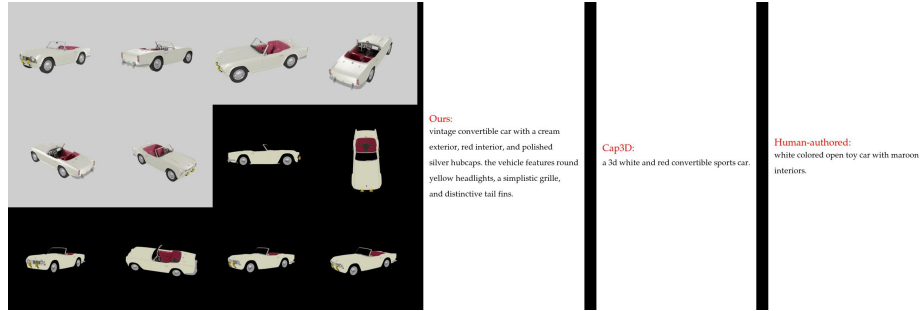 Ours:
vintage convertible car with a cream
exterior, red interior, and polished
silver hubcaps. the vehicle features round
yellow headlights, a simplistic grille,
and distinctive tail fins.
Cap3D:
a 3d white and red convertible sports car.
Human-authored:
white colored open toy car with maroon
interiors.